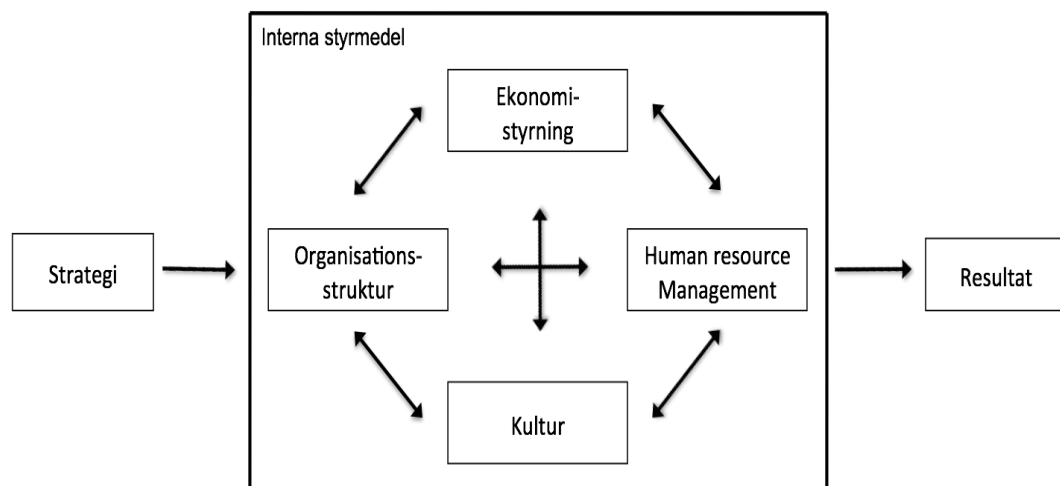 Interna styrmedel
Ekonomi-
styrning
Strategi
Organisations-
struktur
Human resource
Management
Resultat
Kultur